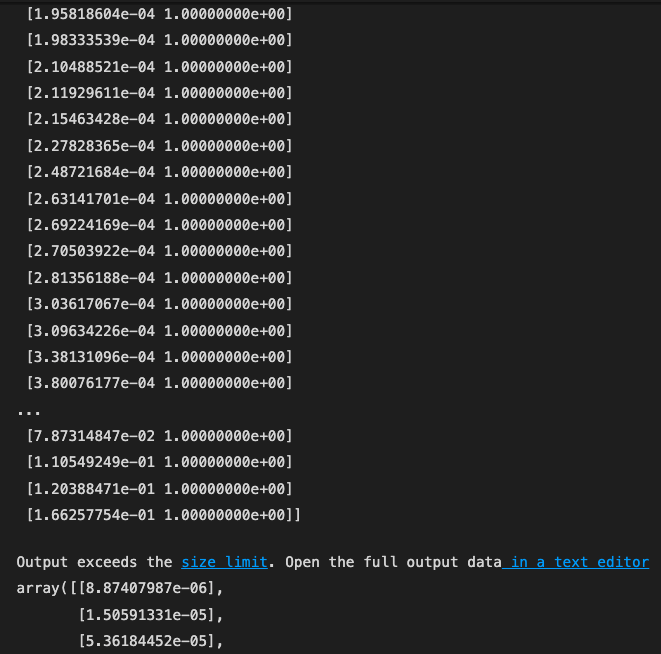 [1.95818604e-04 1.00000000e+00]
[1.98333539e-04 1.00000000e+00]
[2.10488521e-04 1.00000000e+00]
[2.11929611e-04 1.00000000e+00]
[2.15463428e-04 1.00000000e+00]
[2.27828365e-04 1.00000000e+00]
[2.48721684e-04 1.00000000e+00]
[2.63141701e-04 1.00000000e+00]
[2.69224169e-04 1.00000000e+00]
[2.70503922e-04 1.00000000e+00]
[2.81356188e-04 1.00000000e+00]
[3.03617067e-04 1.00000000e+00]
[3.09634226e-04 1.00000000e+00]
[3.38131096e-04 1.00000000e+00]
[3.80076177e-04 1.00000000e+00]
...
[7.87314847e-02 1.00000000e+00]
[1.10549249e-01 1.00000000e+00]
[1.20388471e-01 1.00000000e+00]
[1.66257754e-01 1.00000000e+00]]
Output exceeds the size limit. Open the full output data in a text editor
array([[8.87407987e-06],
[1.50591331e-05],
[5.36184452e-05],